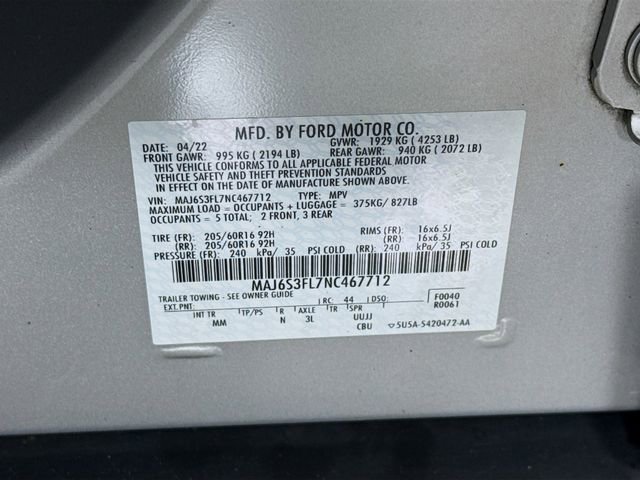 MFD. BY FORD MOTOR CO.
DATE: 04/22 GVWR: 1929 KG ( 4253 LB)
FRONT GAWR: 995 KG ( 2194 LB) REAR GAWR: 940 KG ( 2072 LB)
THIS VEHICLE CONFORMS TO ALL APPLICABLE FEDERAL MOTOR
VEHICLE SAFETY AND THEFT PREVENTION STANDARDS
IN EFFECT ON THE DATE OF MANUFACTURE SHOWN ABOVE.
VIN: MAJ6S3FL7NC467712 TYPE: MPV
MAXIMUM LOAD = OCCUPANTS + LUGGAGE = 375KG/ 827LB
OCCUPANTS = 5 TOTAL; 2 FRONT, 3 REAR
TIRE (FR): 205/60R16 92H RIMS (FR): 16x6.5J
(RR): 205/60R16 92H (RR): 16x6.5J
PRESSURE (FR): 240 kPa/ 35 PSI COLD (RR): 240 kPa/ 35 PSI COLD
MAJ6S3FL7NC467712
TRAILER TOWING - SEE OWNER GUIDE
EXT.PNT: RC: 44 DSO: F0040
R0061
INT TR TP/PS R AXLE TR SPR
MM N 3L UUJJ
CBU 5U5A-5420472-AA